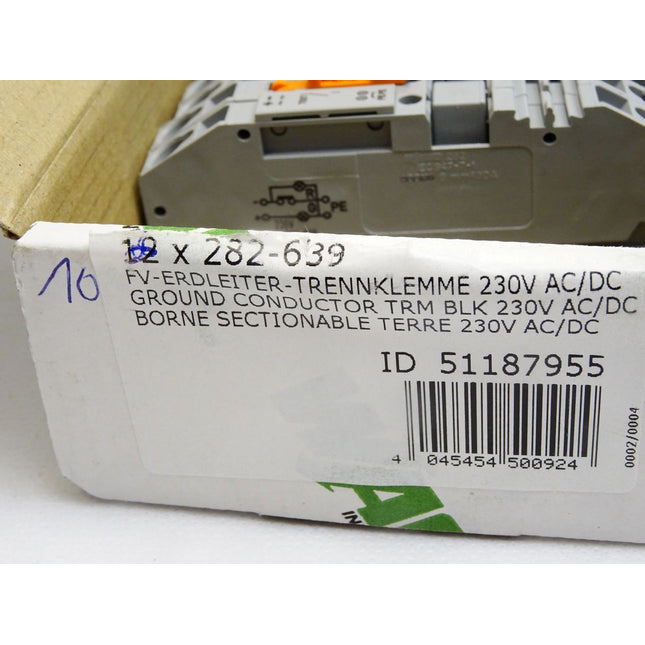 PE
10
12 x 282-639
FV-ERDLEITER-TRENNKLEMME 230V AC/DC
GROUND CONDUCTOR TRM BLK 230V AC/DC
BORNE SECTIONABLE TERRE 230V AC/DC
ID 51187955
4 045454 500924
0002/0004
IN